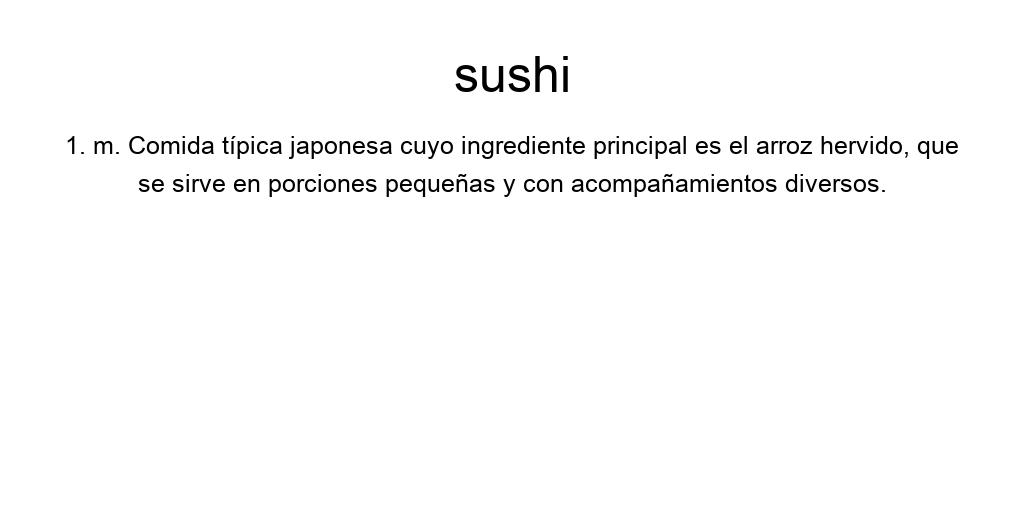 sushi
1. m. Comida típica japonesa cuyo ingrediente principal es el arroz hervido, que
se sirve en porciones pequeñas y con acompañamientos diversos.